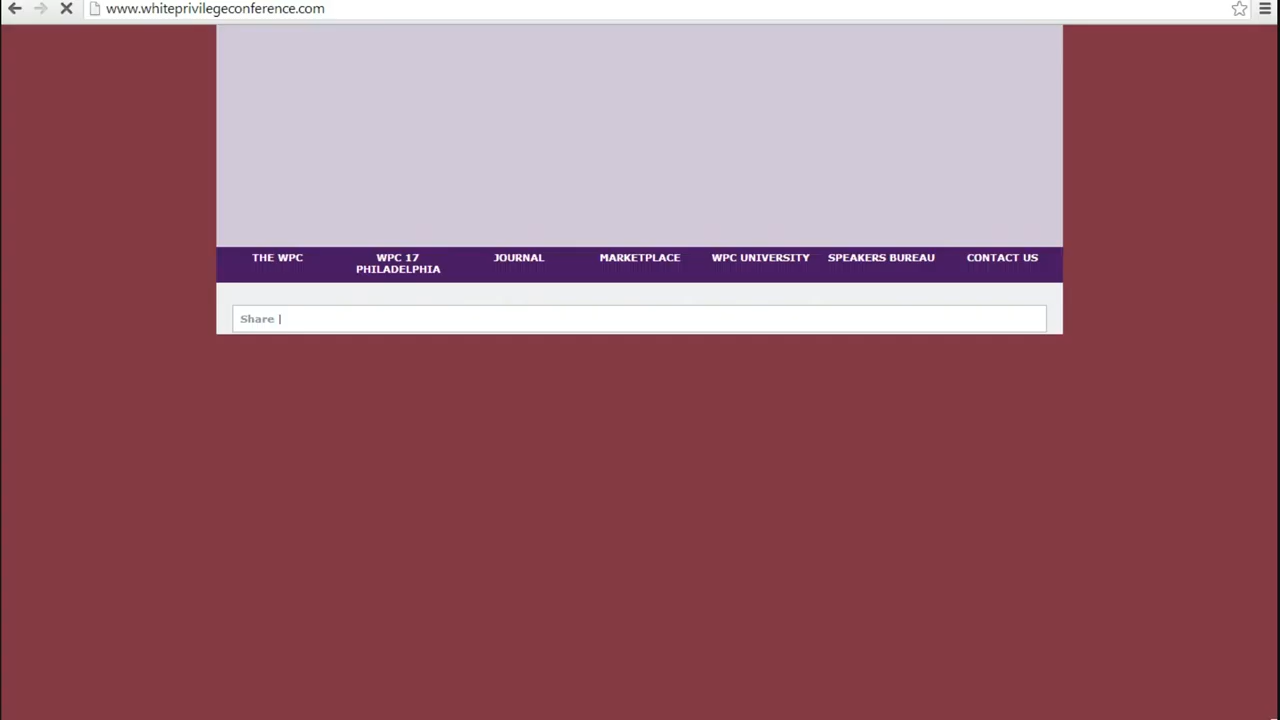 www.whiteprivilegeconference.com
THE WPC
WPC 17
PHILADELPHIA
JOURNAL
MARKETPLACE
WPC UNIVERSITY
SPEAKERS BUREAU
CONTACT US
Share |